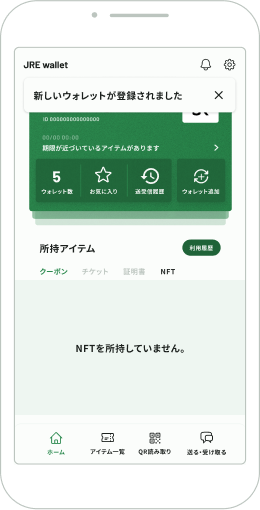 JRE wallet
新しいウォレットが登録されました
ID 000000000000000
00/00 00:00
期限が近づいているアイテムがあります
5
ウォレット数
お気に入り
送受信履歴
ウォレット追加
所持アイテム
利用履歴
クーポン チケット 証明書 NFT
NFTを所持していません。
ホーム アイテム一覧 QR読み取り 送る・受け取る